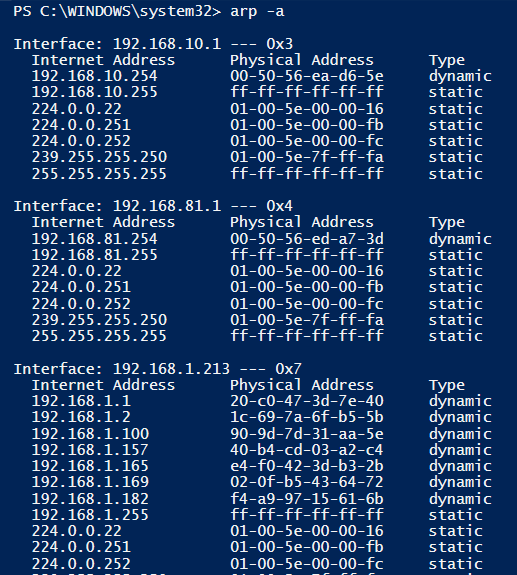 PS C:\WINDOWS\system32> arp -a
Interface: 192.168.10.1 --- 0x3
Internet Address Physical Address Type
192.168.10.254 00-50-56-ea-d6-5e dynamic
192.168.10.255 ff-ff-ff-ff-ff-ff static
224.0.0.22 01-00-5e-00-00-16 static
224.0.0.251 01-00-5e-00-00-fb static
224.0.0.252 01-00-5e-00-00-fc static
239.255.255.250 01-00-5e-7f-ff-fa static
255.255.255.255 ff-ff-ff-ff-ff-ff static
Interface: 192.168.81.1 --- 0x4
Internet Address Physical Address Type
192.168.81.254 00-50-56-ed-a7-3d dynamic
192.168.81.255 ff-ff-ff-ff-ff-ff static
224.0.0.22 01-00-5e-00-00-16 static
224.0.0.251 01-00-5e-00-00-fb static
224.0.0.252 01-00-5e-00-00-fc static
239.255.255.250 01-00-5e-7f-ff-fa static
255.255.255.255 ff-ff-ff-ff-ff-ff static
Interface: 192.168.1.213 --- 0x7
Internet Address Physical Address Type
192.168.1.1 20-c0-47-3d-7e-40 dynamic
192.168.1.2 1c-69-7a-6f-b5-5b dynamic
192.168.1.100 90-9d-7d-31-aa-5e dynamic
192.168.1.157 40-b4-cd-03-a2-c4 dynamic
192.168.1.165 e4-f0-42-3d-b3-2b dynamic
192.168.1.169 02-0f-b5-43-64-72 dynamic
192.168.1.182 f4-a9-97-15-61-6b dynamic
192.168.1.255 ff-ff-ff-ff-ff-ff static
224.0.0.22 01-00-5e-00-00-16 static
224.0.0.251 01-00-5e-00-00-fb static
224.0.0.252 01-00-5e-00-00-fc static